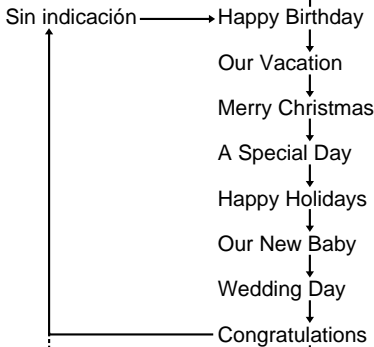 Sin indicación Happy Birthday
Our Vacation
Merry Christmas
A Special Day
Happy Holidays
Our New Baby
Wedding Day
Congratulations